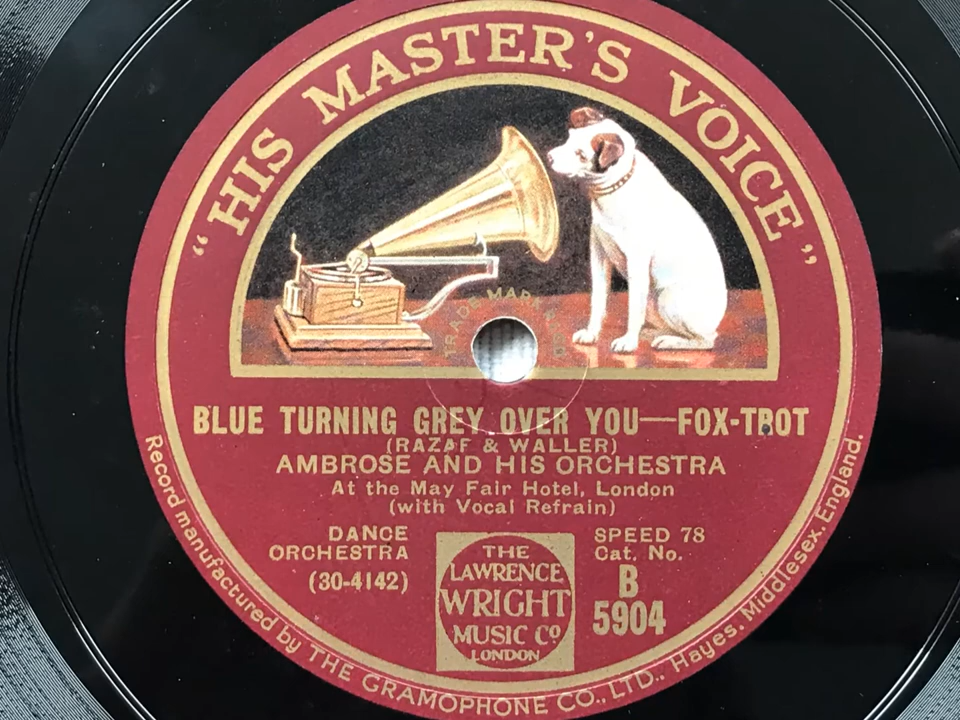 “HIS MASTER'S VOICE”
TRADE MARK
BLUE TURNING GREY OVER YOU—FOX-TROT
(RAZAF & WALLER)
AMBROSE AND HIS ORCHESTRA
At the May Fair Hotel, London
(with Vocal Refrain)
DANCE
ORCHESTRA
(30-4142)
THE
LAWRENCE
WRIGHT
MUSIC Co
LONDON
SPEED 78
Cat. No.
B
5904
Record manufactured by THE GRAMOPHONE CO., LTD., Hayes, Middlesex, England.